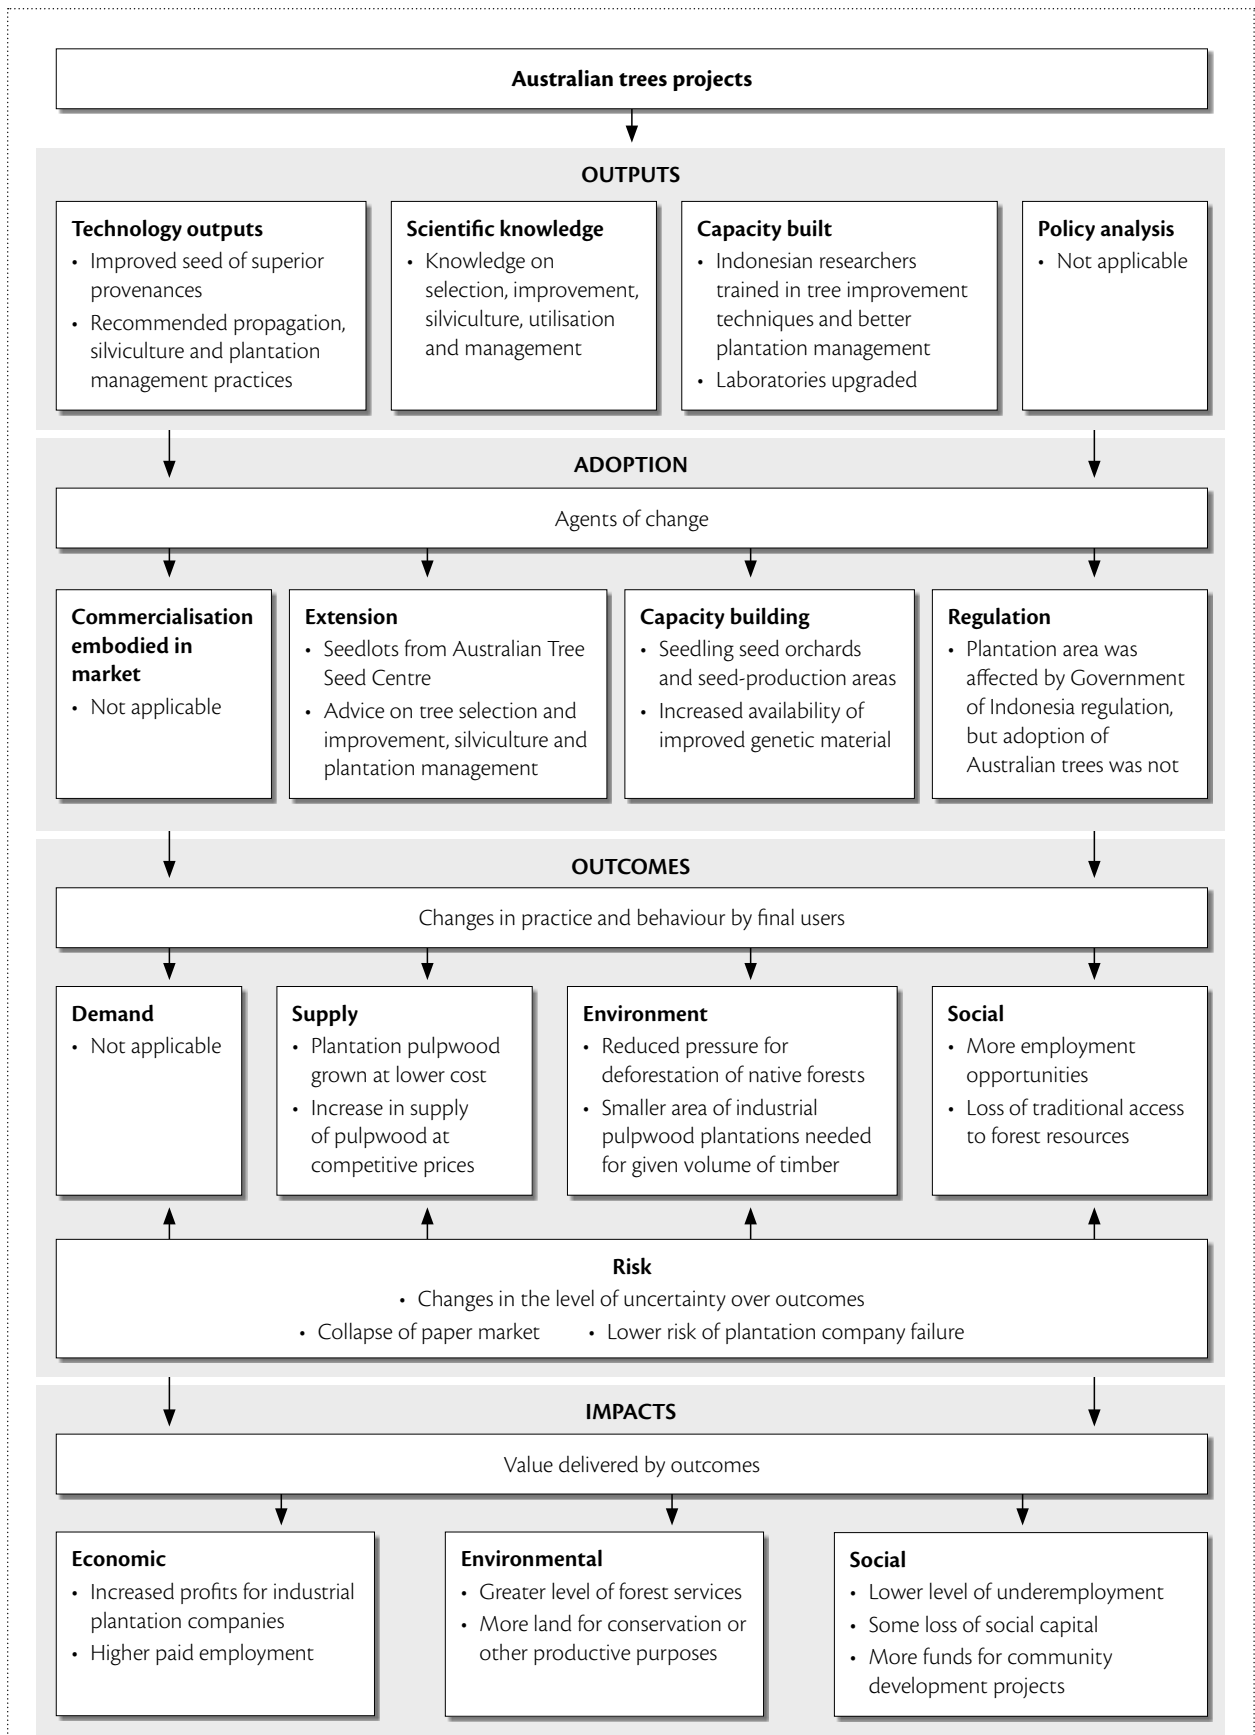 Australian trees projects
OUTPUTS
Technology outputs
• Improved seed of superior
provenances
• Recommended propagation,
silviculture and plantation
management practices
Scientific knowledge
• Knowledge on
selection, improvement,
silviculture, utilisation
and management
Capacity built
• Indonesian researchers
trained in tree improvement
techniques and better
plantation management
• Laboratories upgraded
Policy analysis
• Not applicable
ADOPTION
Agents of change
Commercialisation
embodied in
market
• Not applicable
Extension
• Seedlots from Australian Tree
Seed Centre
• Advice on tree selection and
improvement, silviculture and
plantation management
Capacity building
• Seedling seed orchards
and seed-production areas
• Increased availability of
improved genetic material
Regulation
• Plantation area was
affected by Government
of Indonesia regulation,
but adoption of
Australian trees was not
OUTCOMES
Changes in practice and behaviour by final users
Demand
• Not applicable
Supply
• Plantation pulpwood
grown at lower cost
• Increase in supply
of pulpwood at
competitive prices
Environment
• Reduced pressure for
deforestation of native forests
• Smaller area of industrial
pulpwood plantations needed
for given volume of timber
Social
• More employment
opportunities
• Loss of traditional access
to forest resources
Risk
• Changes in the level of uncertainty over outcomes
• Collapse of paper market • Lower risk of plantation company failure
IMPACTS
Value delivered by outcomes
Economic
• Increased profits for industrial
plantation companies
• Higher paid employment
Environmental
• Greater level of forest services
• More land for conservation or
other productive purposes
Social
• Lower level of underemployment
• Some loss of social capital
• More funds for community
development projects